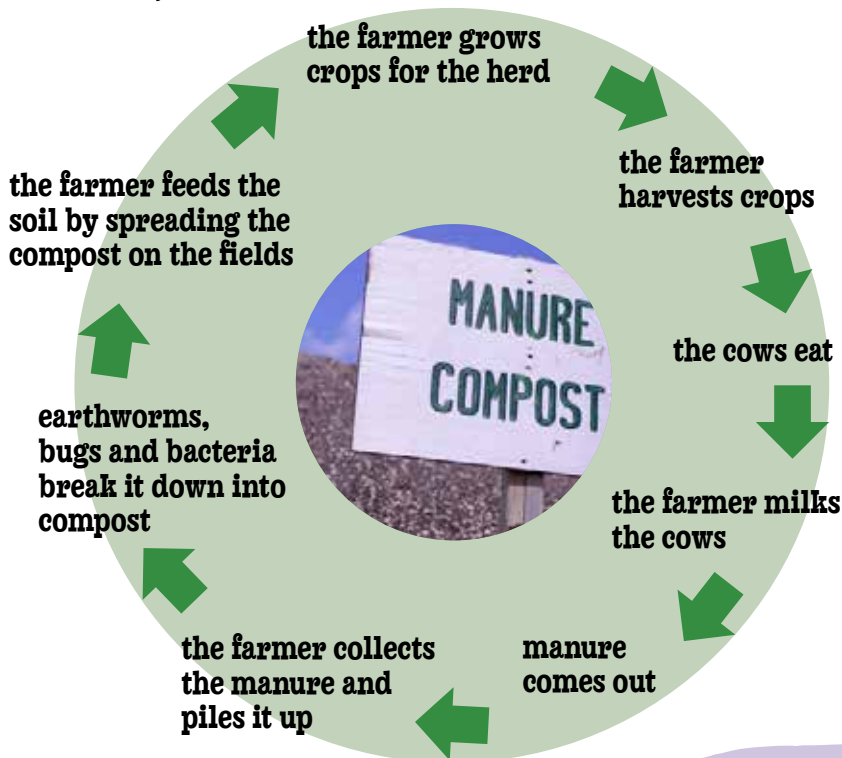 the farmer grows
crops for the herd
the farmer
harvests crops
the cows eat
the farmer milks
the cows
manure
comes out
the farmer collects
the manure and
piles it up
earthworms,
bugs and bacteria
break it down into
compost
the farmer feeds the
soil by spreading the
compost on the fields
MANURE
COMPOST